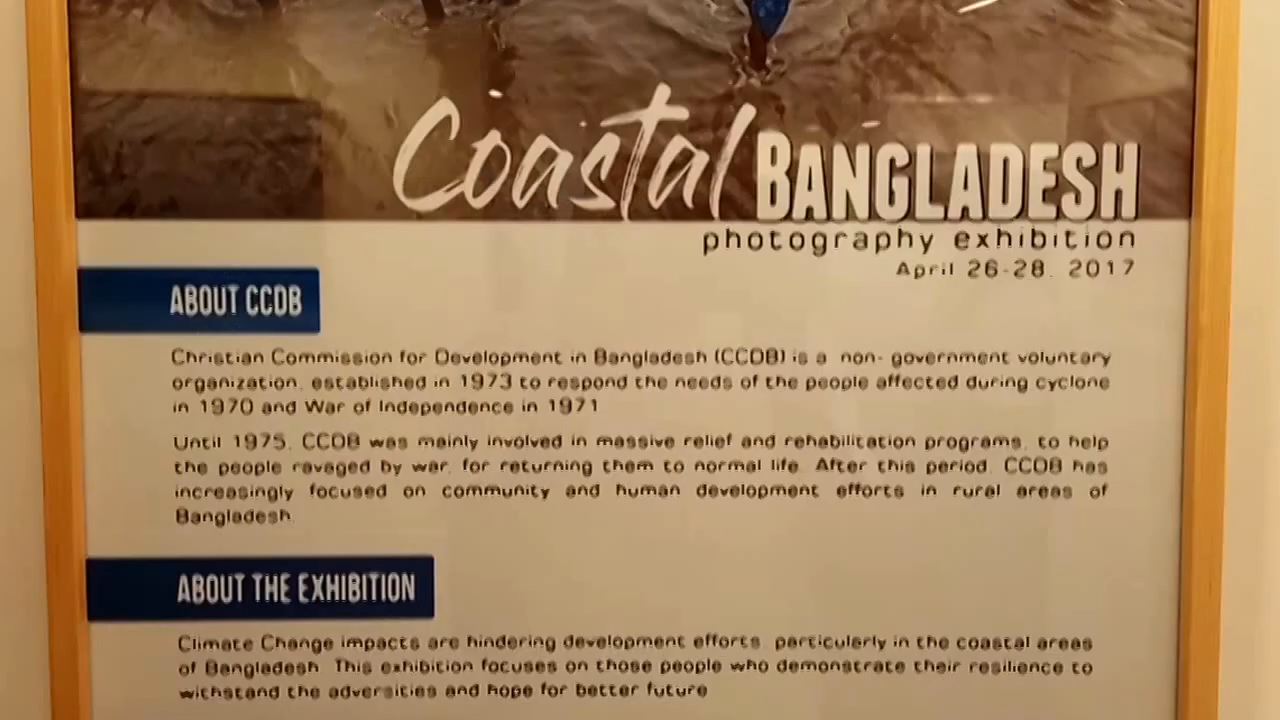 Coastal BANGLADESH
photography exhibition
April 26-28, 2017
ABOUT CCDB
Christian Commission for Development in Bangladesh (CCDB) is a non- government voluntary
organization, established in 1973 to respond the needs of the people affected during cyclone
in 1970 and War of Independence in 1971
Until 1975, CCDB was mainly involved in massive relief and rehabilitation programs, to help
the people ravaged by war, for returning them to normal life. After this period, CCDB has
increasingly focused on community and human development efforts in rural areas of
Bangladesh.
ABOUT THE EXHIBITION
Climate Change impacts are hindering development efforts, particularly in the coastal areas
of Bangladesh. This exhibition focuses on those people who demonstrate their resilience to
withstand the adversities and hope for better future